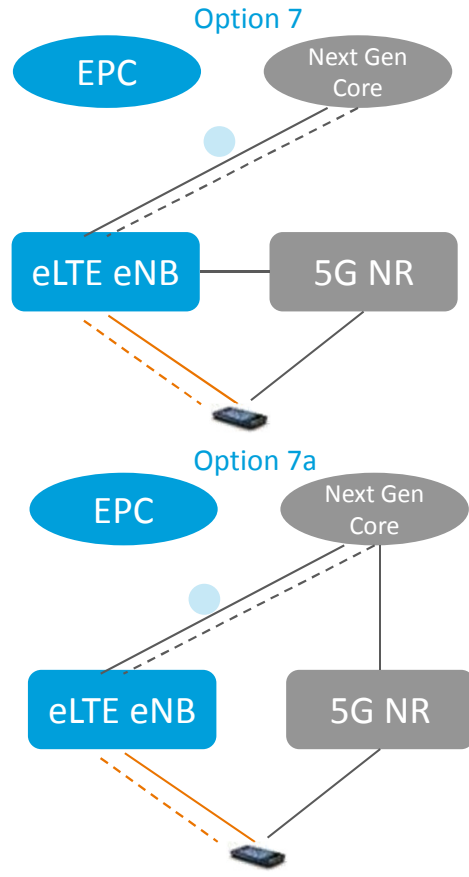 Option 7
EPC
Next Gen
Core
eLTE eNB
5G NR
Option 7a
EPC
Next Gen
Core
eLTE eNB
5G NR